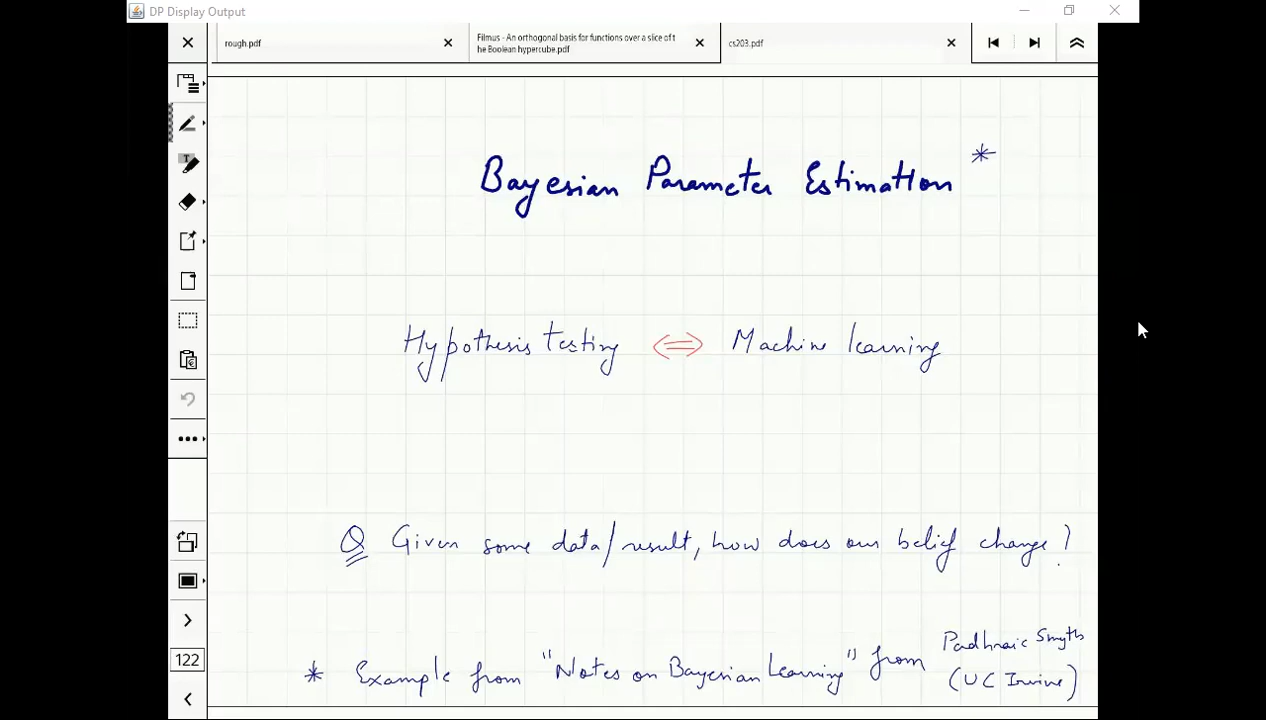 DP Display Output
rough.pdf
Filmus - An orthogonal basis for functions over a slice of t
he Boolean hypercube.pdf
cs203.pdf
Bayesian Parameter Estimation *
Hypothesis testing ⇔ Machine learning
Q Given some data/result, how does our belief change?
* Example from "Notes on Bayesian Learning" from Padhraic Smyth
(UC Irvine)
122